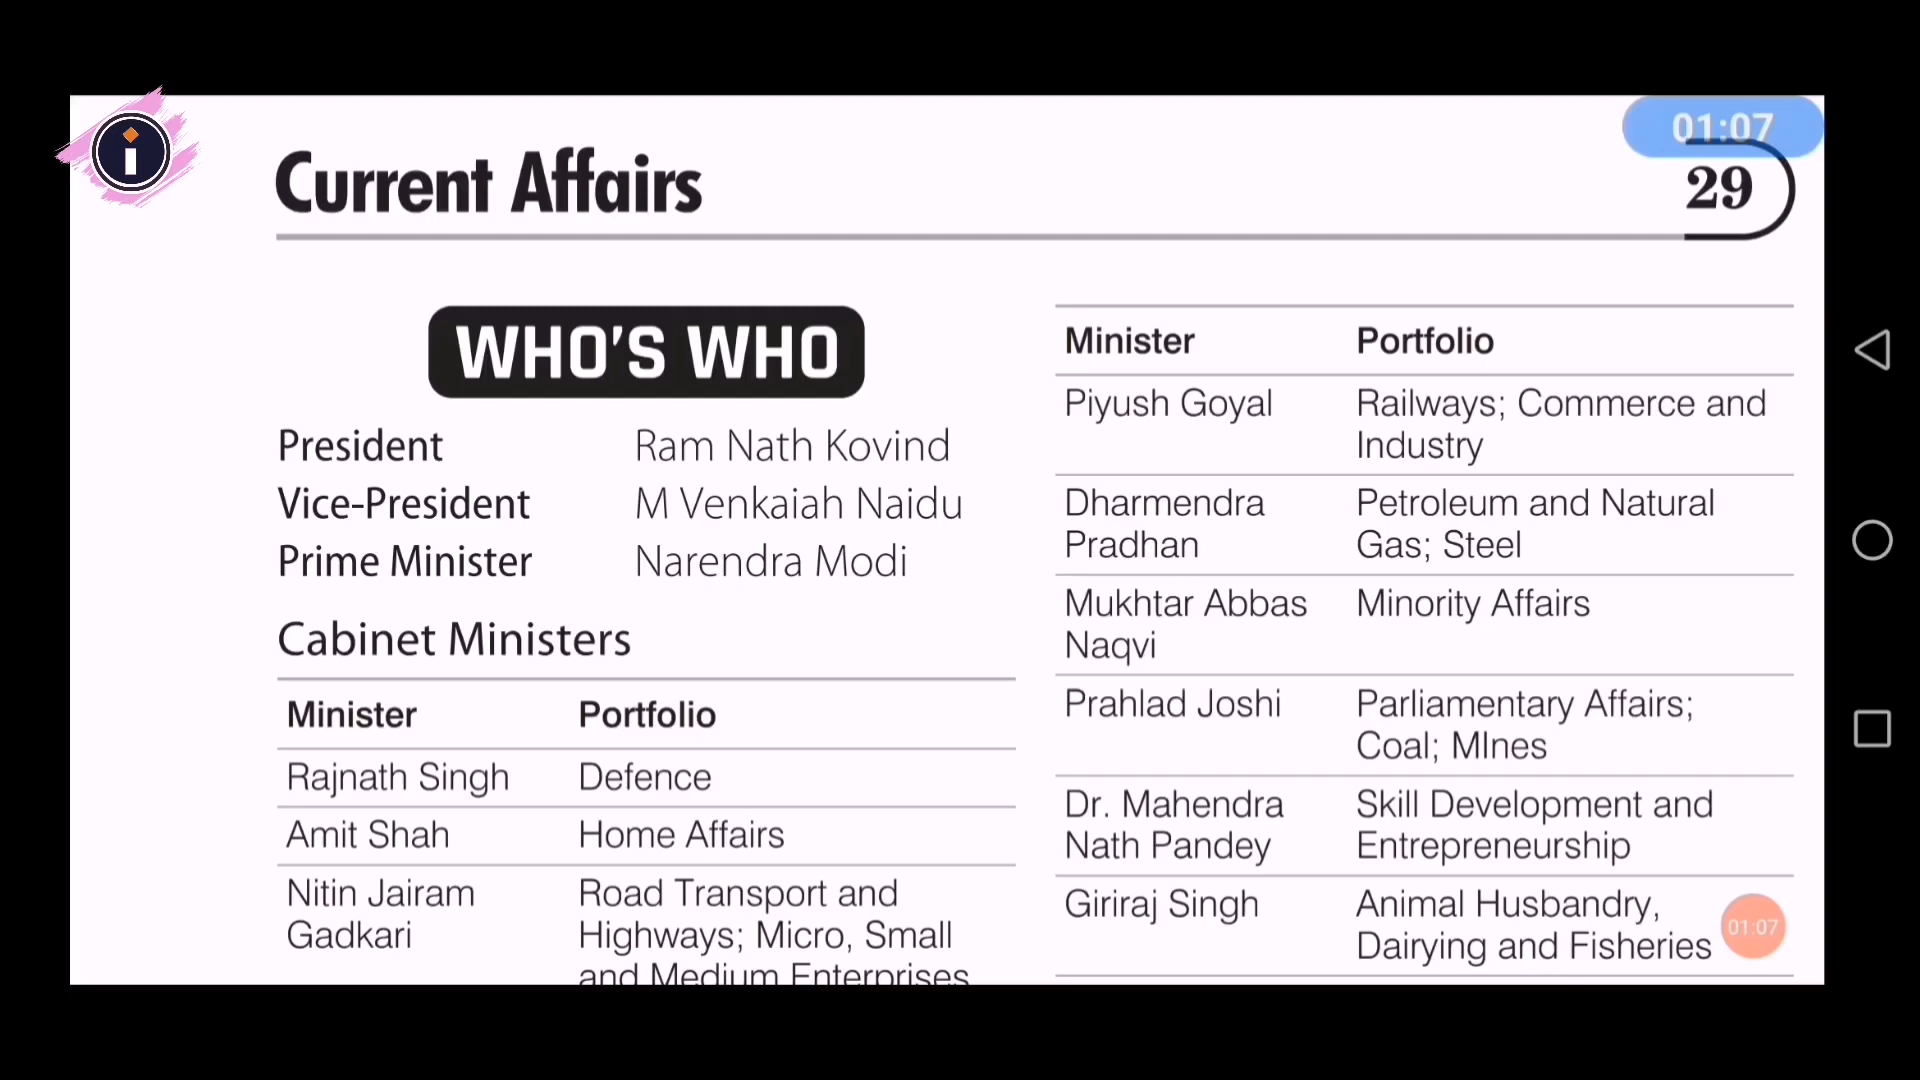 01:07
Current Affairs
29
WHO'S WHO
President Ram Nath Kovind
Vice-President M Venkaiah Naidu
Prime Minister Narendra Modi
Cabinet Ministers
Minister Portfolio
Rajnath Singh Defence
Amit Shah Home Affairs
Nitin Jairam Road Transport and
Gadkari Highways; Micro, Small
and Medium Enterprises
Minister Portfolio
Piyush Goyal Railways; Commerce and
Industry
Dharmendra Petroleum and Natural
Pradhan Gas; Steel
Mukhtar Abbas Minority Affairs
Naqvi
Prahlad Joshi Parliamentary Affairs;
Coal; MInes
Dr. Mahendra Skill Development and
Nath Pandey Entrepreneurship
Giriraj Singh Animal Husbandry,
Dairying and Fisheries
01:07